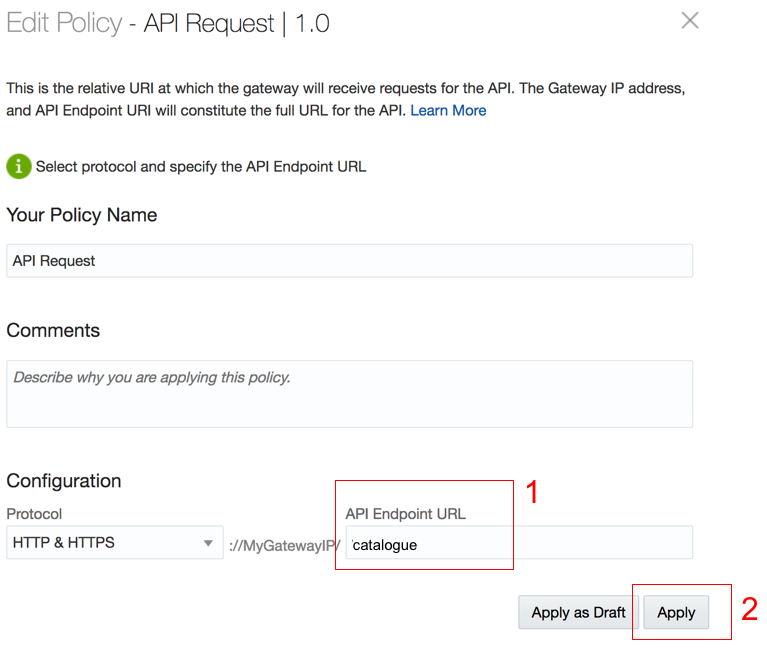 Edit Policy - API Request | 1.0
This is the relative URI at which the gateway will receive requests for the API. The Gateway IP address,
and API Endpoint URI will constitute the full URL for the API. Learn More
Select protocol and specify the API Endpoint URL
Your Policy Name
API Request
Comments
Describe why you are applying this policy.
Configuration
1
Protocol
API Endpoint URL
HTTP & HTTPS
://MyGatewayIP/
catalogue
Apply as Draft
Apply
2